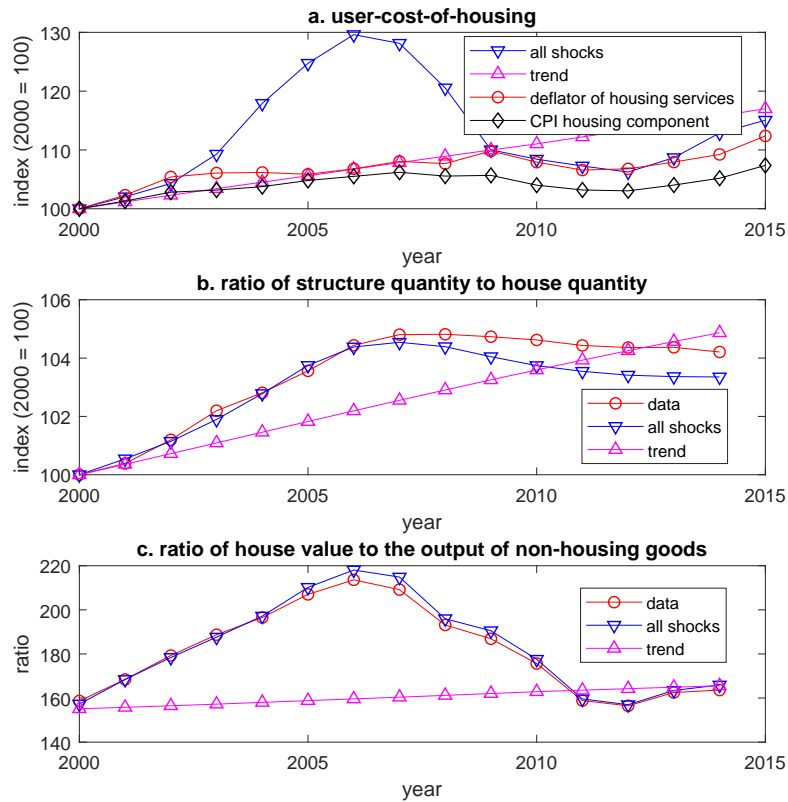 a. user-cost-of-housing
130
120
110
100
index (2000 = 100)
all shocks
trend
deflator of housing services
CPI housing component
2000 2005 2010 2015
year
b. ratio of structure quantity to house quantity
106
104
102
100
index (2000 = 100)
data
all shocks
trend
2000 2005 2010 2015
year
c. ratio of house value to the output of non-housing goods
220
200
180
160
140
ratio
data
all shocks
trend
2000 2005 2010 2015
year